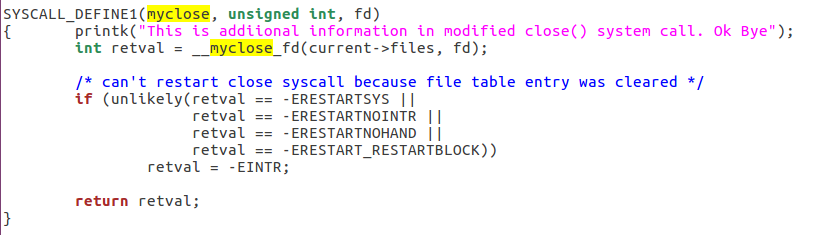 SYSCALL_DEFINE1(myclose, unsigned int, fd)
{       printk("This is addiional information in modified close() system call. Ok Bye");
        int retval = __myclose_fd(current->files, fd);

        /* can't restart close syscall because file table entry was cleared */
        if (unlikely(retval == -ERESTARTSYS ||
                     retval == -ERESTARTNOINTR ||
                     retval == -ERESTARTNOHAND ||
                     retval == -ERESTART_RESTARTBLOCK))
                retval = -EINTR;

        return retval;
}